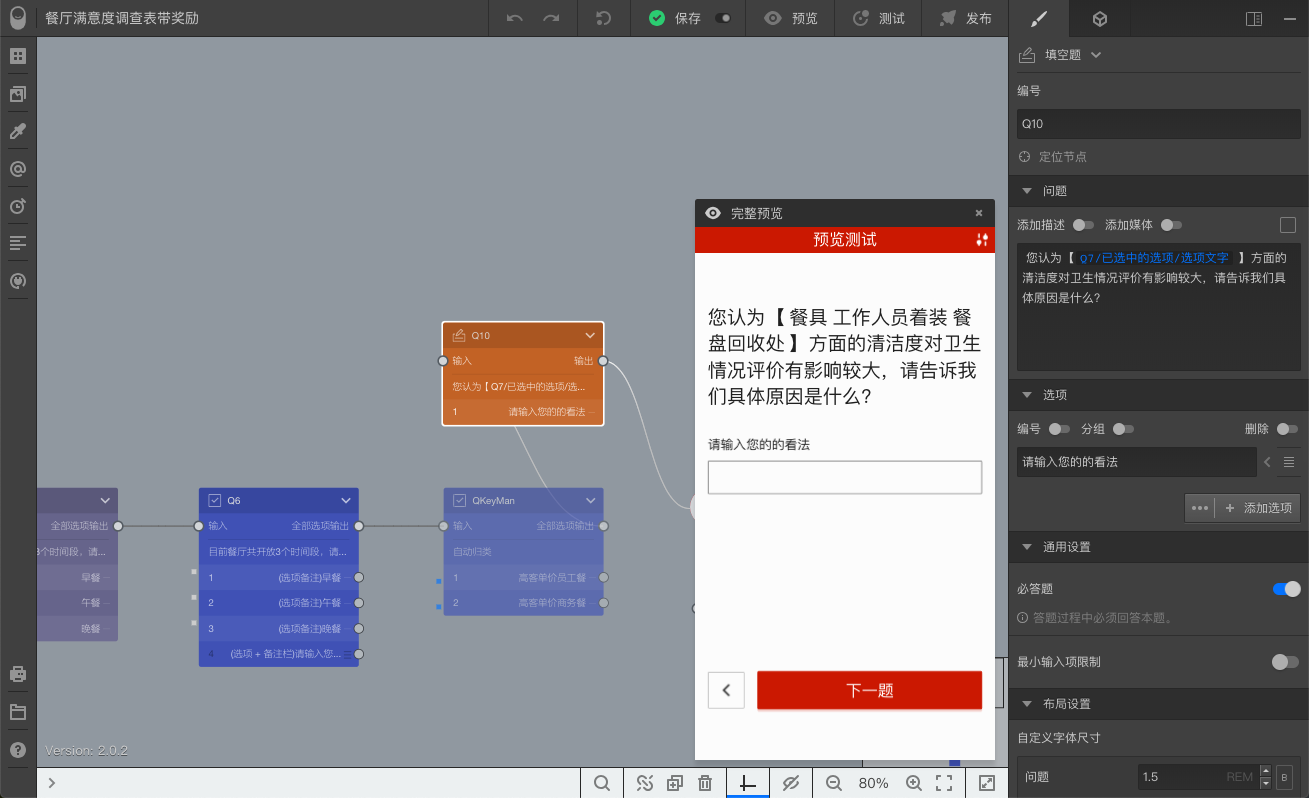 餐厅满意度调查表带奖励
保存
预览
测试
发布
填空题
编号
Q10
定位节点
问题
添加描述
添加媒体
您认为【 Q7/已选中的选项/选项文字 】方面的
清洁度对卫生情况评价有影响较大，请告诉我们具
体原因是什么？
选项
编号
分组
删除
请输入您的的看法
添加选项
通用设置
必答题
答题过程中必须回答本题。
最小输入项限制
布局设置
自定义字体尺寸
问题
1.5
REM
B
完整预览
预览测试
您认为【 餐具 工作人员着装 餐
盘回收处 】方面的清洁度对卫生
情况评价有影响较大，请告诉我
们具体原因是什么？
请输入您的的看法
下一题
Q10
输入
输出
您认为【Q7/已选中的选项/选...
1
请输入您的的看法
全部选项输出
3个时间段，请...
早餐
午餐
晚餐
Q6
输入
全部选项输出
目前餐厅共开放3个时间段，请...
1
(选项备注)早餐
2
(选项备注)午餐
3
(选项备注)晚餐
4
(选项 + 备注栏)请输入您...
QKeyMan
输入
全部选项输出
自动归类
1
高客单价员工餐
2
高客单价商务餐
Version: 2.0.2
80%